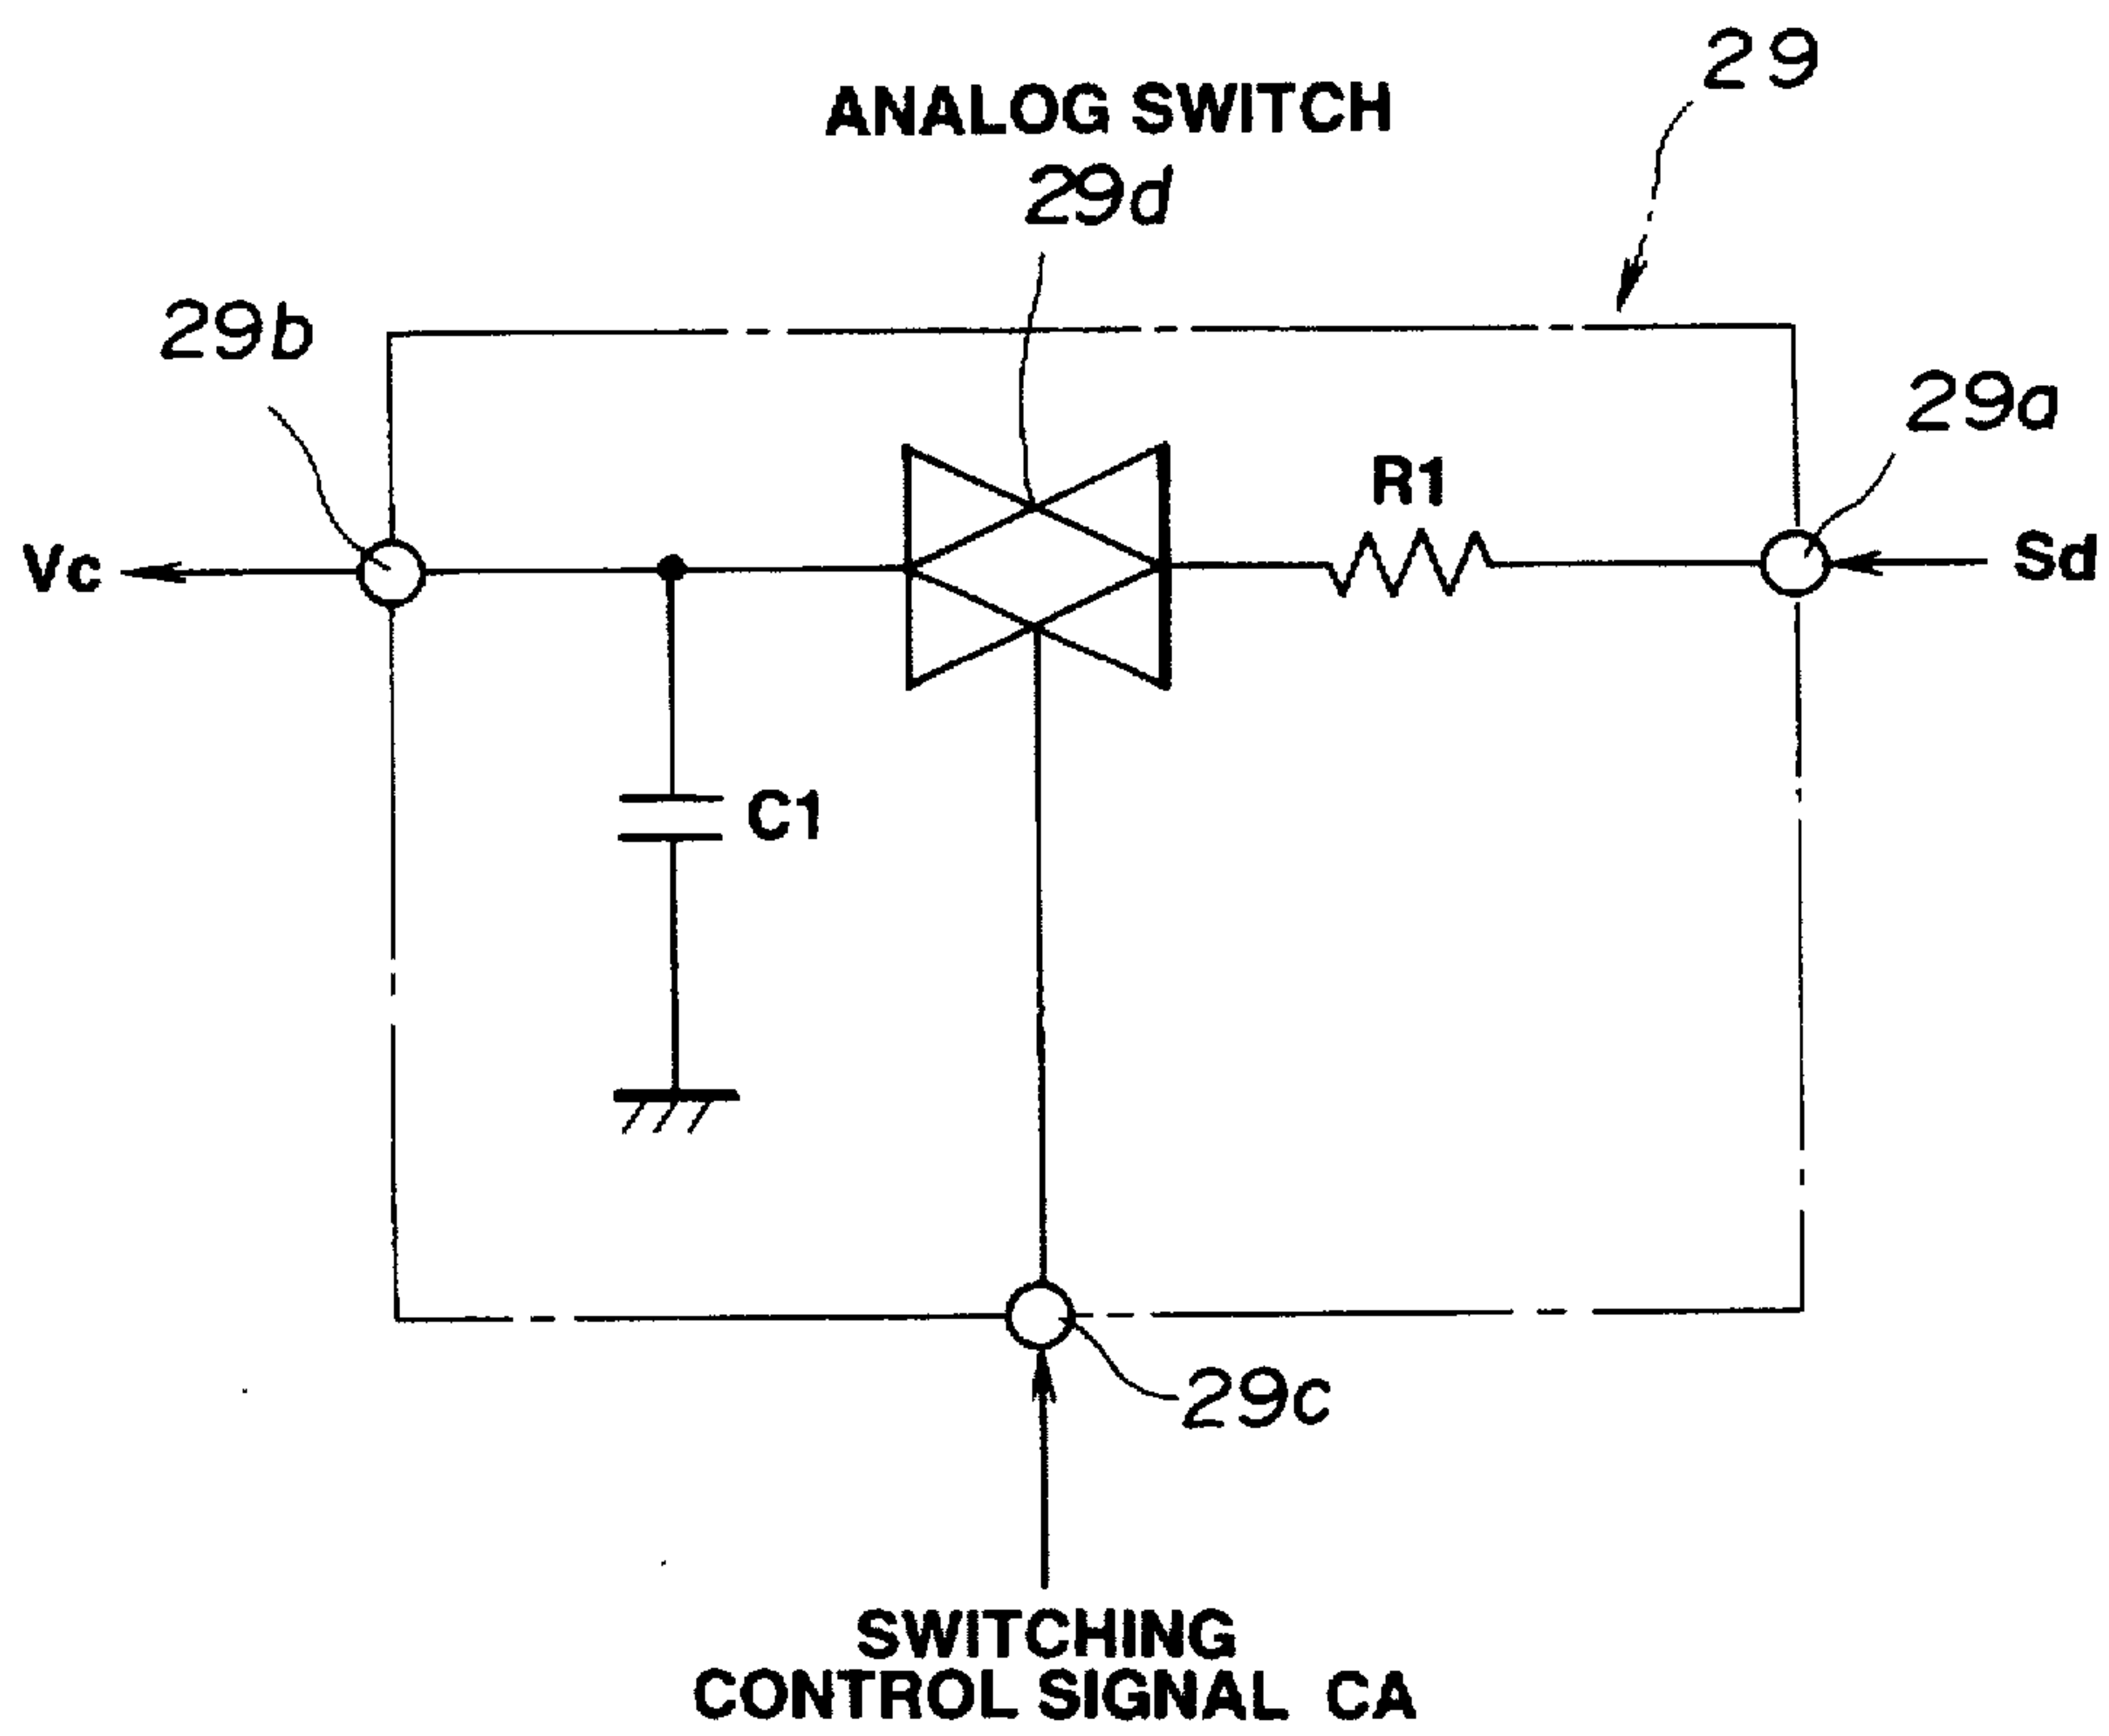 29
ANALOG SWITCH
29d
29b
29a
R1
Vc
Sd
C1
29c
SWITCHING
CONTROL SIGNAL CA